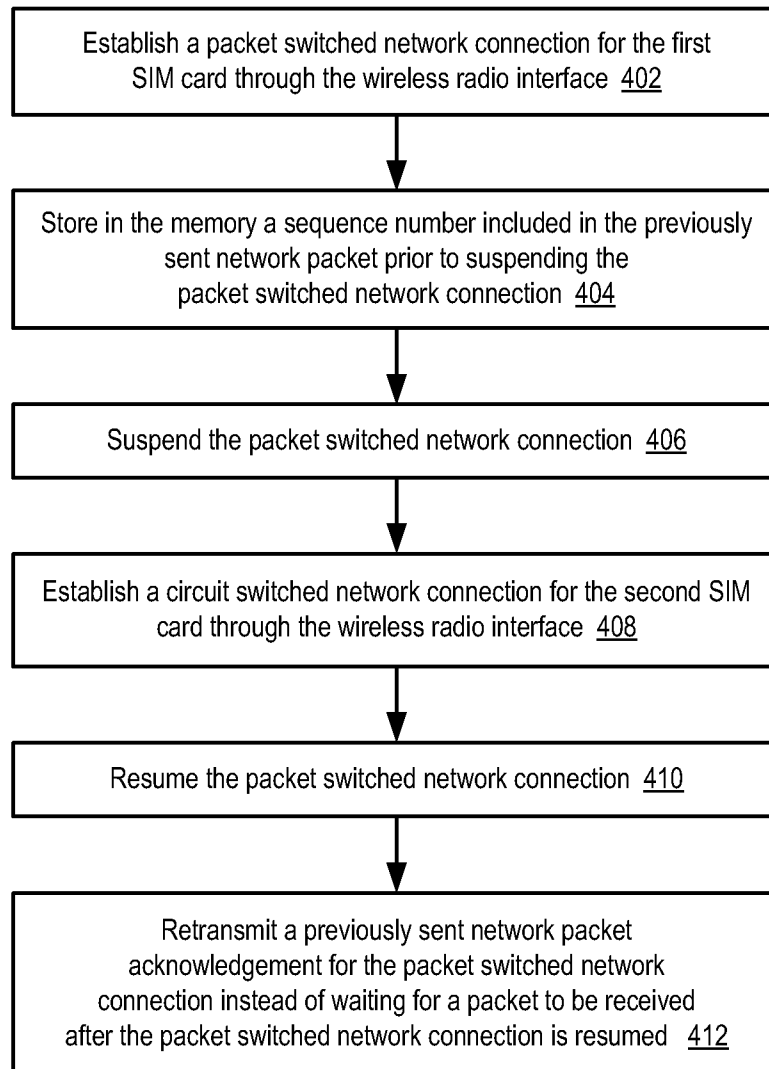 Establish a packet switched network connection for the first
SIM card through the wireless radio interface 402
Store in the memory a sequence number included in the previously
sent network packet prior to suspending the
packet switched network connection 404
Suspend the packet switched network connection 406
Establish a circuit switched network connection for the second SIM
card through the wireless radio interface 408
Resume the packet switched network connection 410
Retransmit a previously sent network packet
acknowledgement for the packet switched network
connection instead of waiting for a packet to be received
after the packet switched network connection is resumed 412